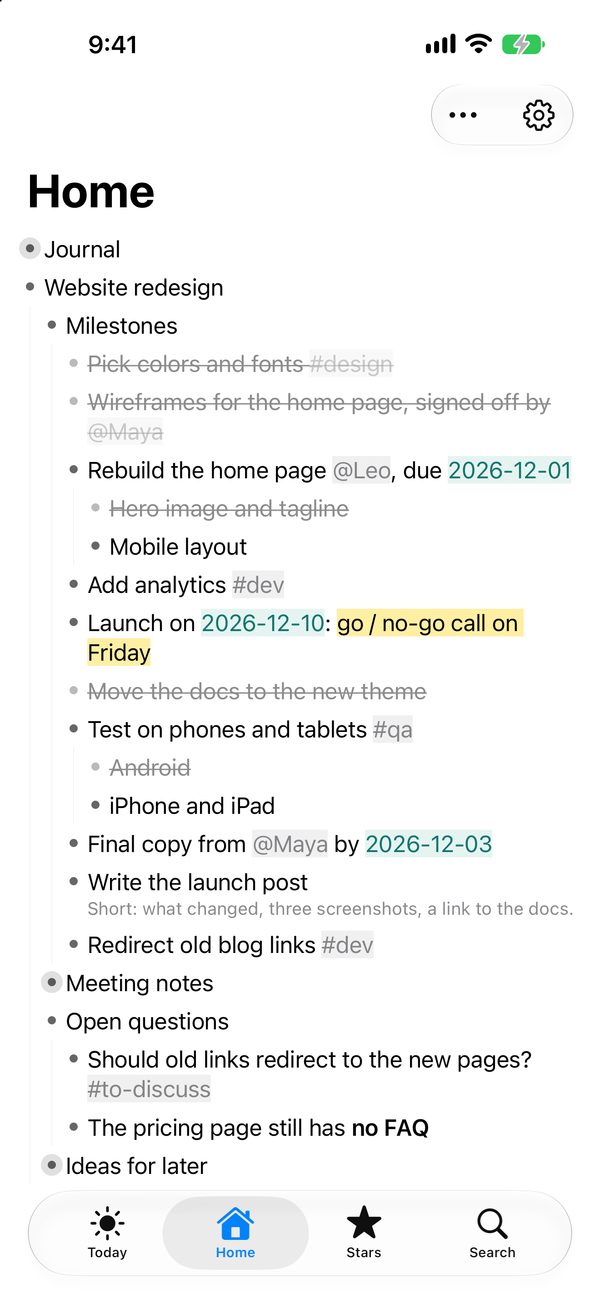 9:41
Home
Journal
Website redesign
Milestones
Pick colors and fonts #design
Wireframes for the home page, signed off by
@Maya
Rebuild the home page @Leo, due 2026-12-01
Hero image and tagline
Mobile layout
Add analytics #dev
Launch on 2026-12-10: go / no-go call on
Friday
Move the docs to the new theme
Test on phones and tablets #qa
Android
iPhone and iPad
Final copy from @Maya by 2026-12-03
Write the launch post
Short: what changed, three screenshots, a link to the docs.
Redirect old blog links #dev
Meeting notes
Open questions
Should old links redirect to the new pages?
#to-discuss
The pricing page still has no FAQ
Ideas for later
Today
Home
Stars
Search